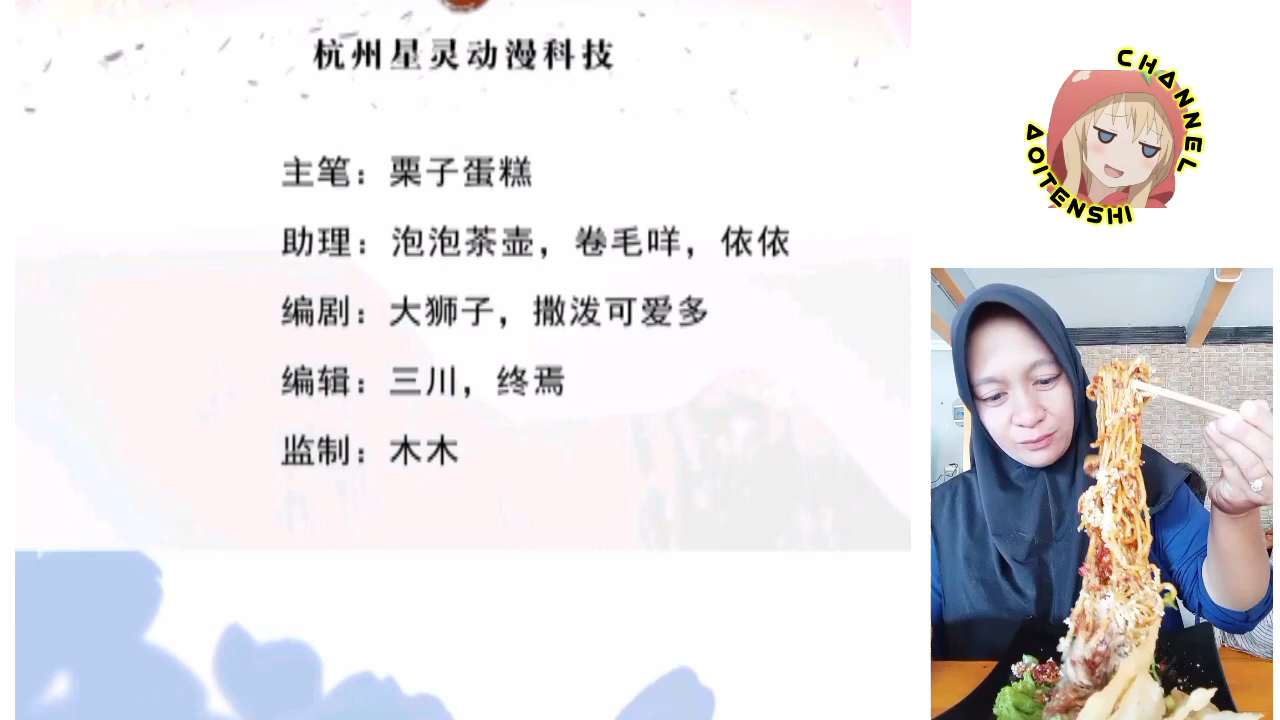 杭州星灵动漫科技
主笔：栗子蛋糕
助理：泡泡茶壶，卷毛咩，依依
编剧：大狮子，撒泼可爱多
编辑：三川，终焉
监制：木木
CHANNEL
AOITENSHI